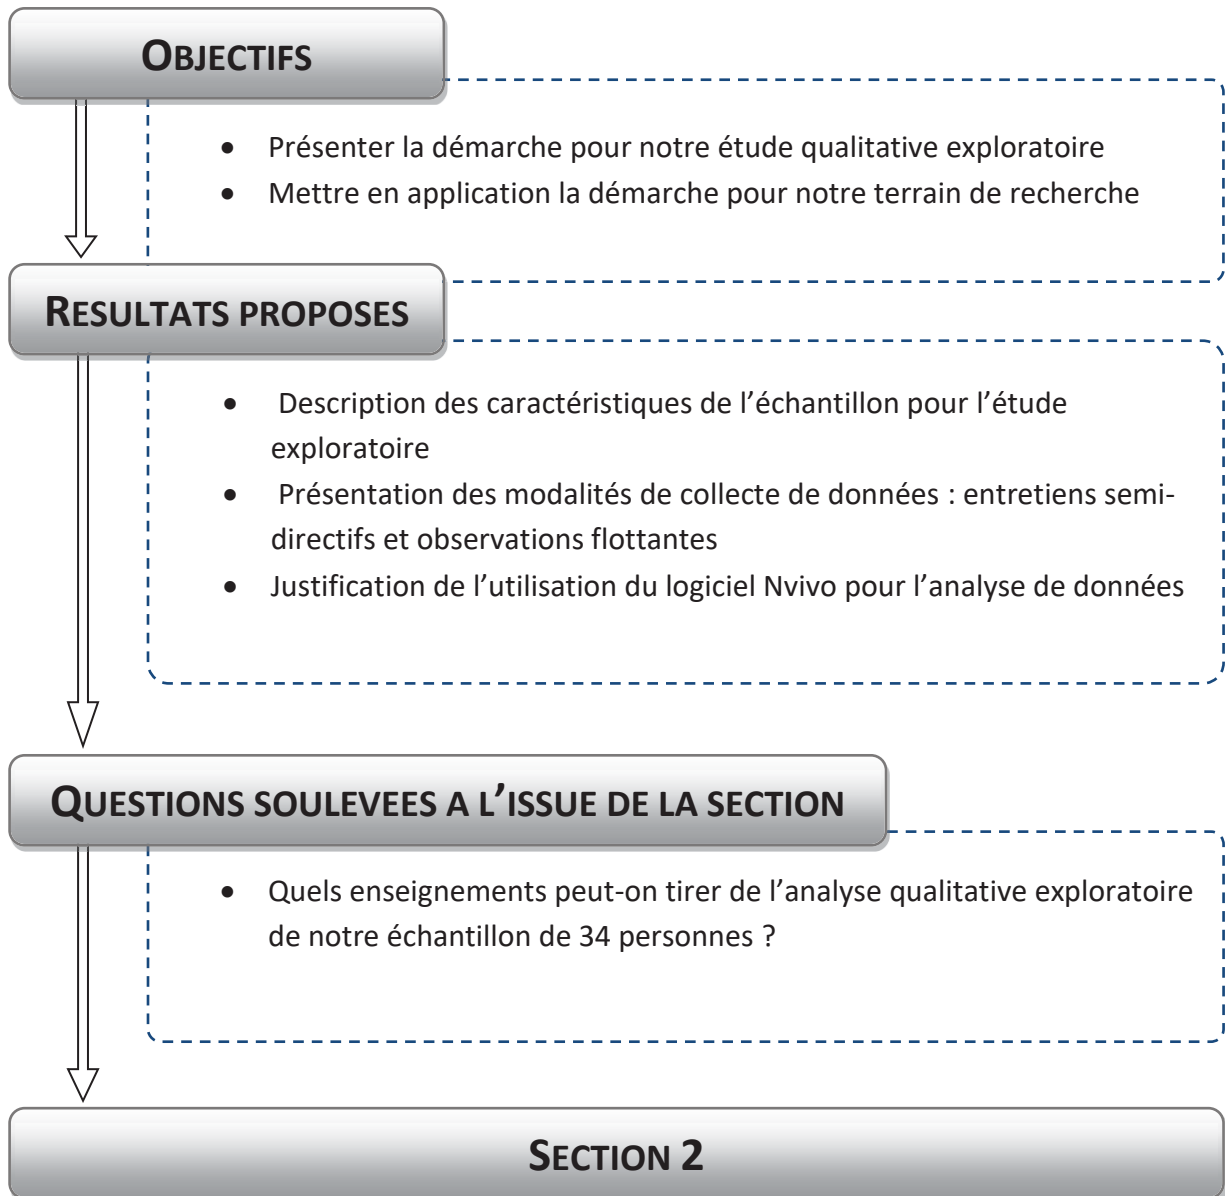 OBJECTIFS
• Présenter la démarche pour notre étude qualitative exploratoire
• Mettre en application la démarche pour notre terrain de recherche
RESULTATS PROPOSES
• Description des caractéristiques de l’échantillon pour l’étude
exploratoire
• Présentation des modalités de collecte de données : entretiens semi-
directifs et observations flottantes
• Justification de l’utilisation du logiciel Nvivo pour l’analyse de données
QUESTIONS SOULEVEES A L’ISSUE DE LA SECTION
• Quels enseignements peut-on tirer de l’analyse qualitative exploratoire
de notre échantillon de 34 personnes ?
SECTION 2